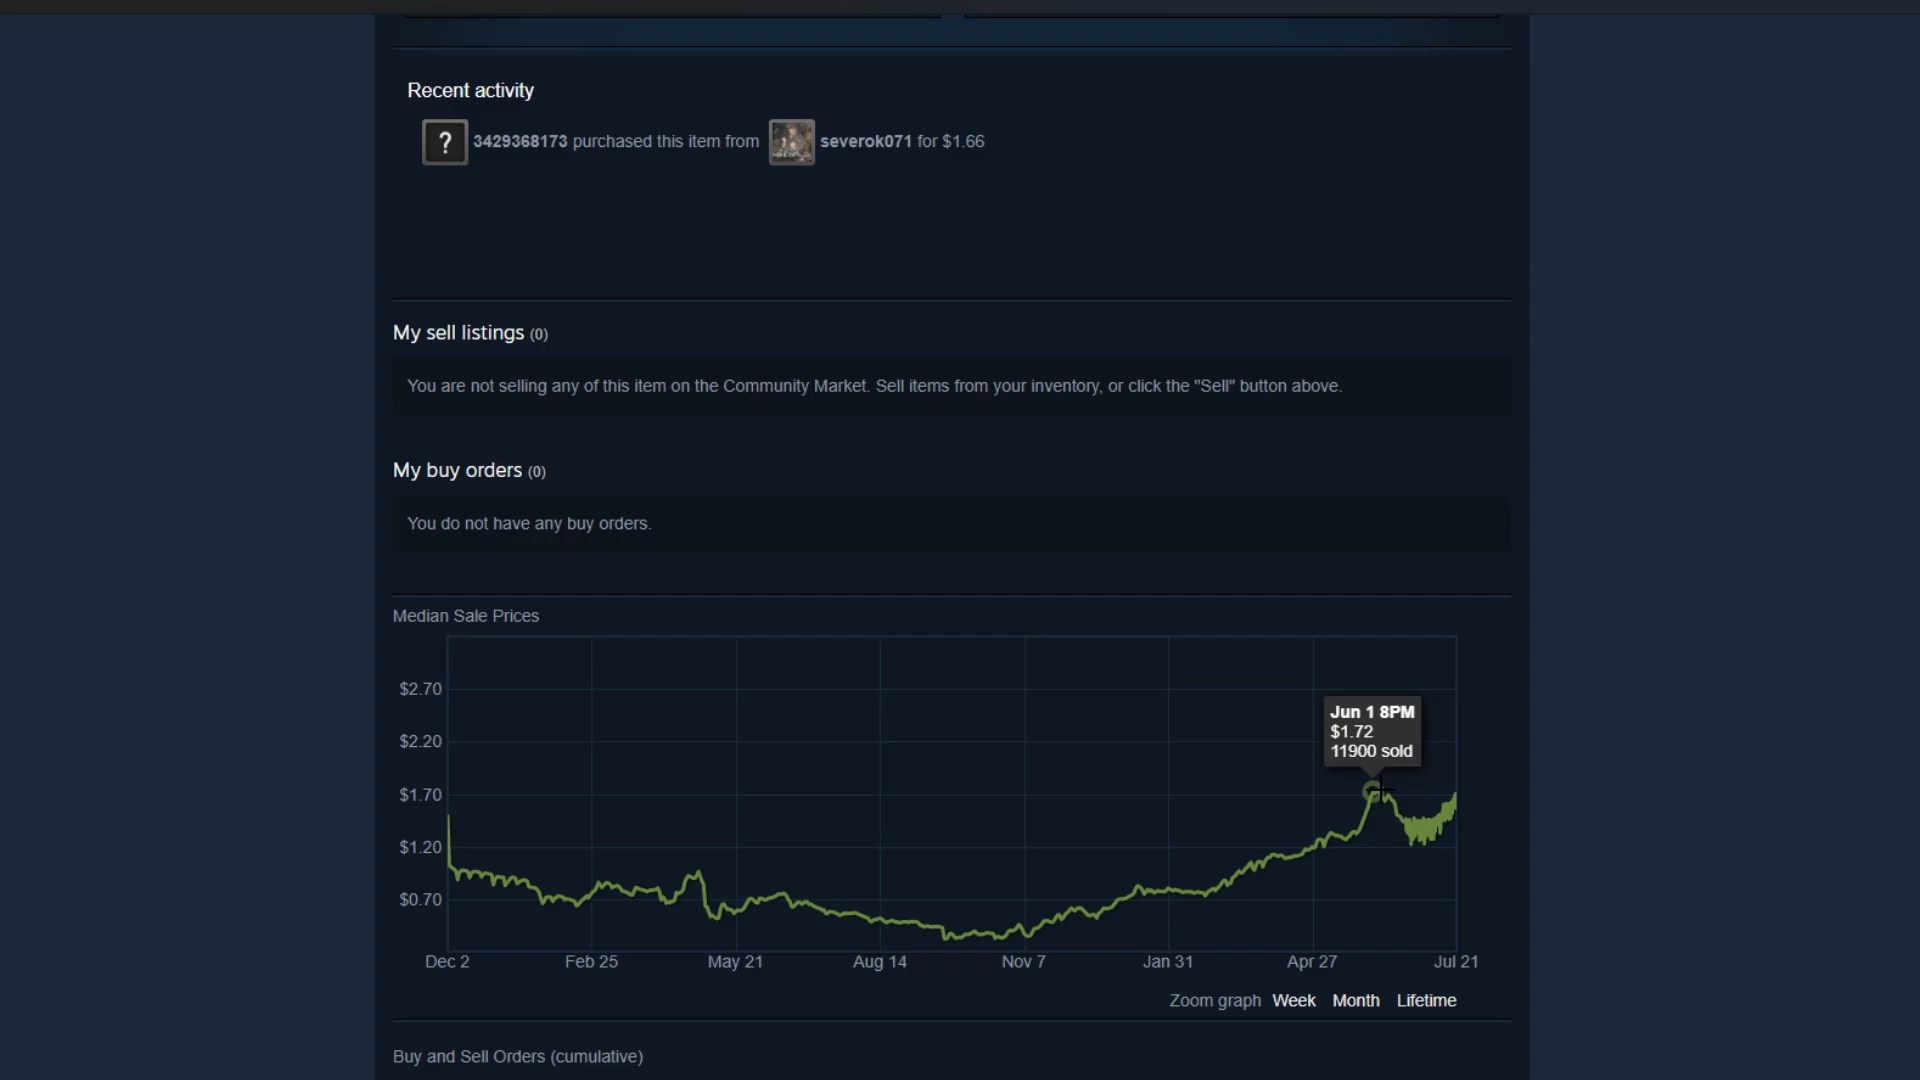 Recent activity
? 3429368173 purchased this item from severok071 for $1.66
My sell listings (0)
You are not selling any of this item on the Community Market. Sell items from your inventory, or click the "Sell" button above.
My buy orders (0)
You do not have any buy orders.
Median Sale Prices
$2.70
$2.20
$1.70
$1.20
$0.70
Jun 1 8PM
$1.72
11900 sold
Dec 2 Feb 25 May 21 Aug 14 Nov 7 Jan 31 Apr 27 Jul 21
Zoom graph Week Month Lifetime
Buy and Sell Orders (cumulative)